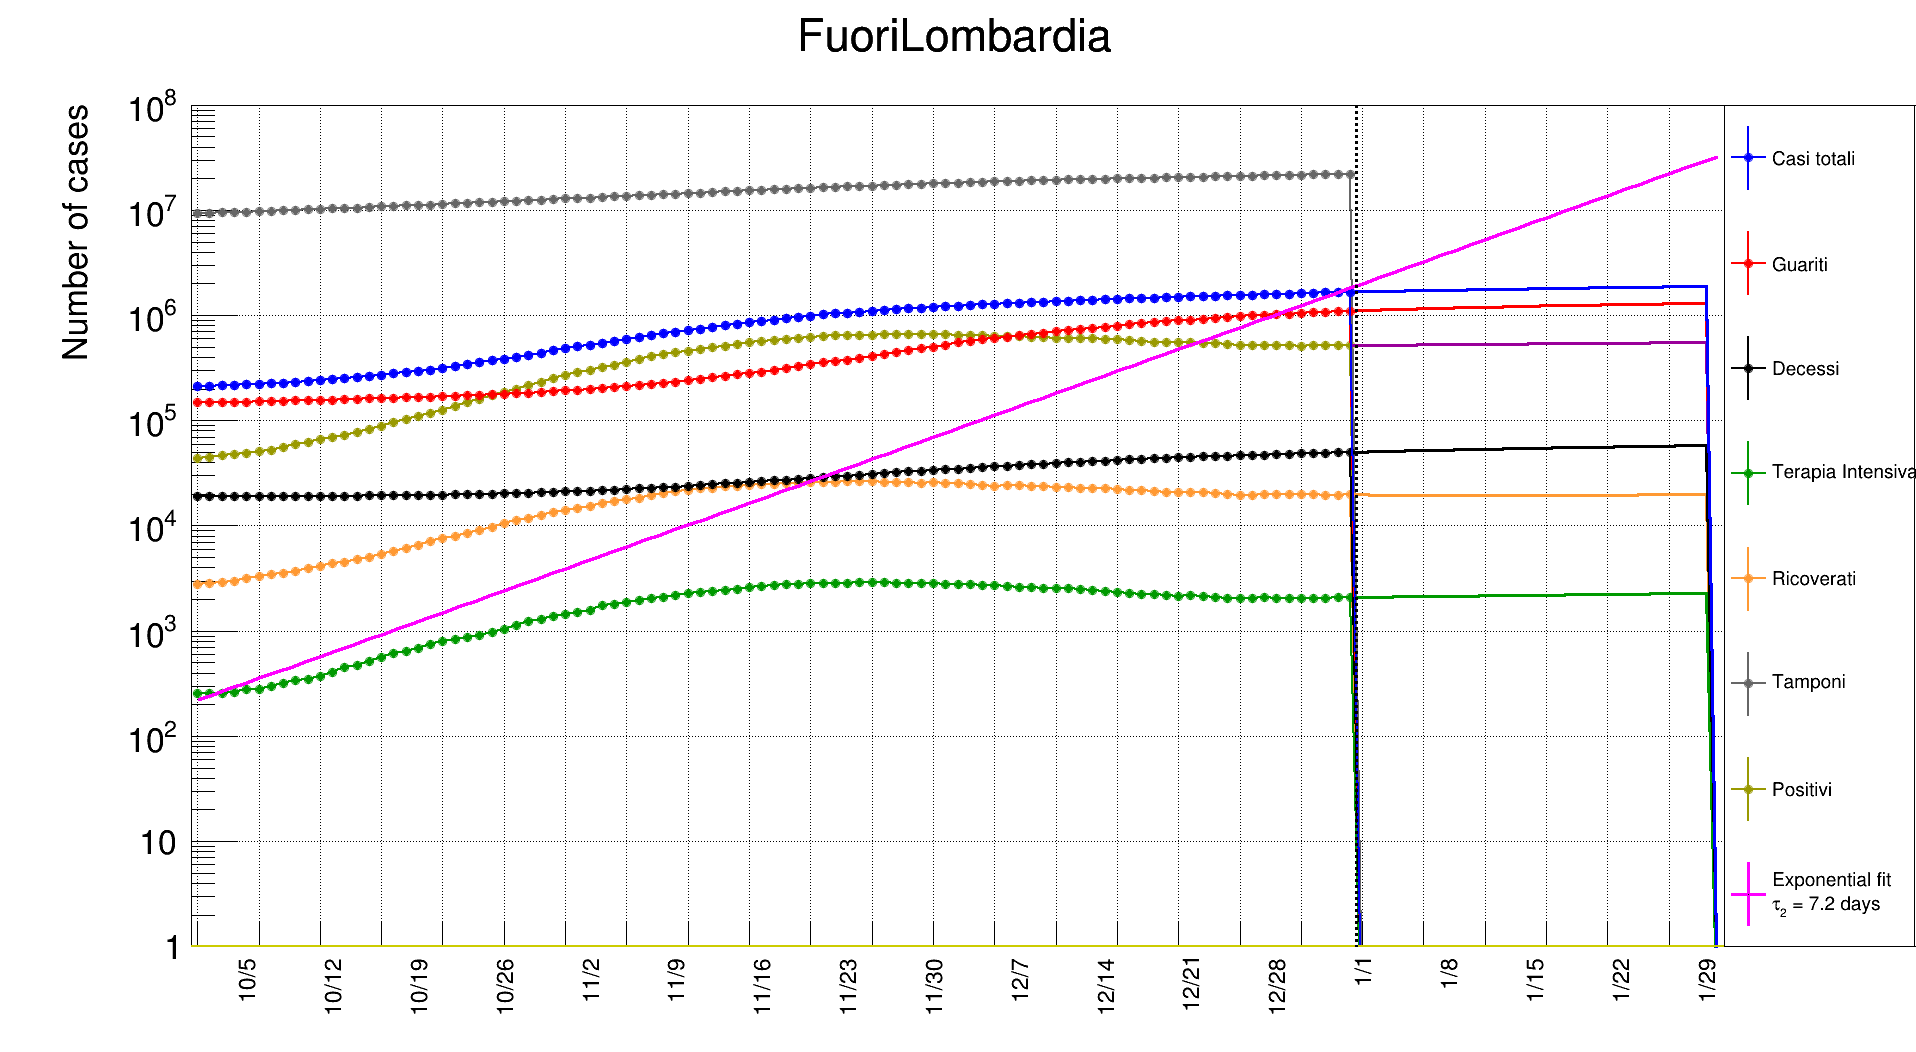 FuoriLombardia
Number of cases
10^8
10^7
10^6
10^5
10^4
10^3
10^2
10
1
10/5
10/12
10/19
10/26
11/2
11/9
11/16
11/23
11/30
12/7
12/14
12/21
12/28
1/1
1/8
1/15
1/22
1/29
Casi totali
Guariti
Decessi
Terapia Intensiva
Ricoverati
Tamponi
Positivi
Exponential fit
τ₂ = 7.2 days